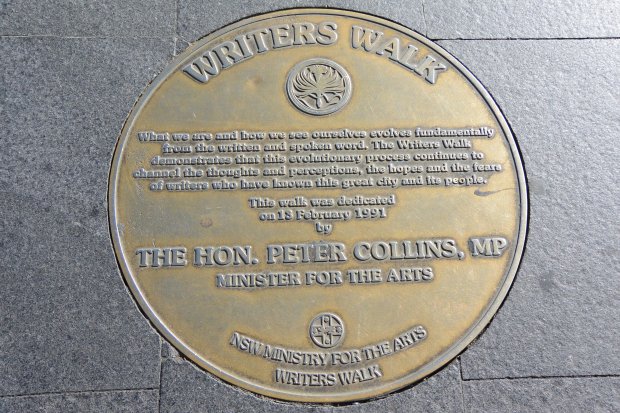 WRITERS WALK
What we are and how we see ourselves evolves fundamentally
from the written and spoken word. The Writers Walk
demonstrates that this evolutionary process continues to
channel the thoughts and perceptions, the hopes and the fears
of writers who have known this great city and its people.
This walk was dedicated
on 13 February 1991
by
THE HON. PETER COLLINS, MP
MINISTER FOR THE ARTS
NSW MINISTRY FOR THE ARTS
WRITERS WALK